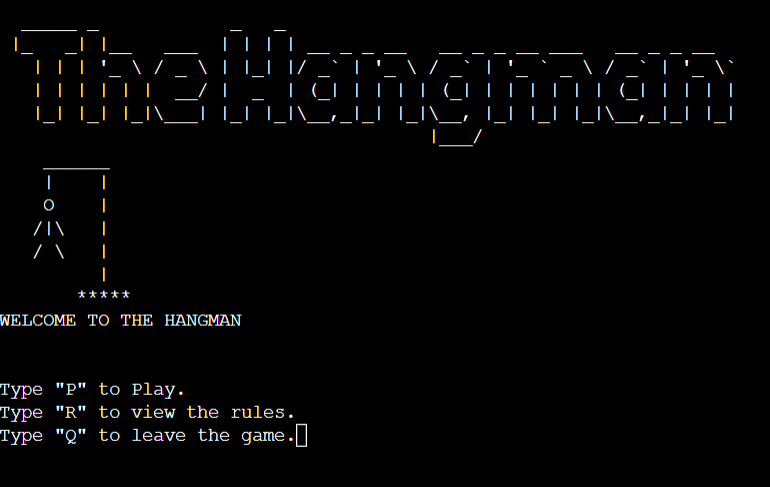 The Hangman
WELCOME TO THE HANGMAN
Type "P" to Play.
Type "R" to view the rules.
Type "Q" to leave the game.